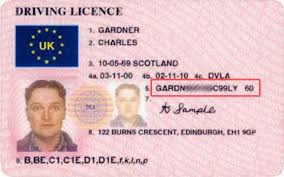 DRIVING LICENCE
1. GARDNER
2. CHARLES
3. 10-05-69 SCOTLAND
4a. 03-11-00 4b. 02-11-10 4c. DVLA
5. GARDN C99LY 60
A Sample
8. 122 BURNS CRESCENT, EDINBURGH, EH1 9GP
9. B,BE,C1,C1E,D1,D1E,f,k,l,n,p
UK